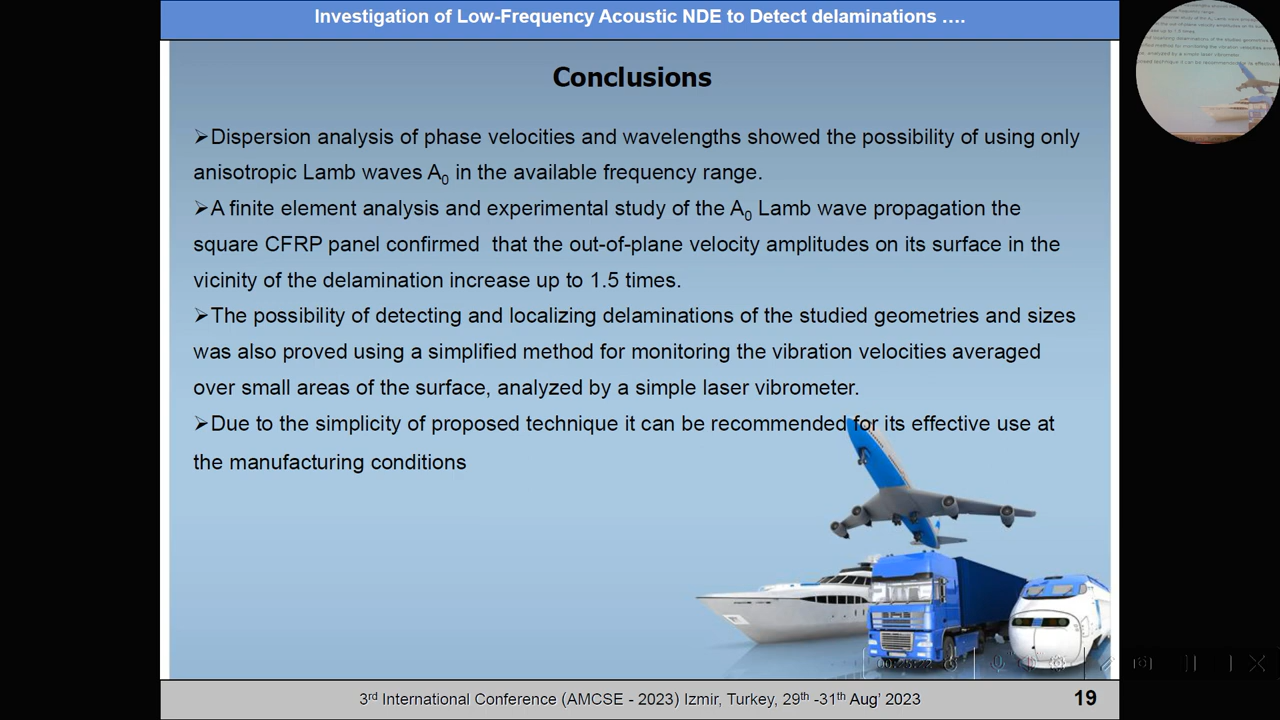 Investigation of Low-Frequency Acoustic NDE to Detect delaminations ….
Conclusions
➢Dispersion analysis of phase velocities and wavelengths showed the possibility of using only
anisotropic Lamb waves A0 in the available frequency range.
➢A finite element analysis and experimental study of the A0 Lamb wave propagation the
square CFRP panel confirmed that the out-of-plane velocity amplitudes on its surface in the
vicinity of the delamination increase up to 1.5 times.
➢The possibility of detecting and localizing delaminations of the studied geometries and sizes
was also proved using a simplified method for monitoring the vibration velocities averaged
over small areas of the surface, analyzed by a simple laser vibrometer.
➢Due to the simplicity of proposed technique it can be recommended for its effective use at
the manufacturing conditions
3rd International Conference (AMCSE - 2023) Izmir, Turkey, 29th -31th Aug' 2023
19